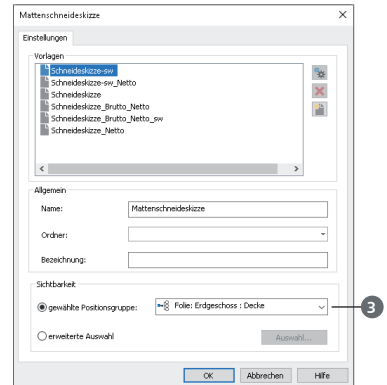 Mattenschneideskizze
Einstellungen
Vorlagen
Schneideskizze-sw
Schneideskizze-sw_Netto
Schneideskizze
Schneideskizze_Brutto_Netto
Schneideskizze_Brutto_Netto_sw
Schneideskizze_Netto
Allgemein
Name: Mattenschneideskizze
Ordner:
Bezeichnung:
Sichtbarkeit
gewählte Positionsgruppe: Folie: Erdgeschoss : Decke
3
erweiterte Auswahl Auswahl...
OK Abbrechen Hilfe